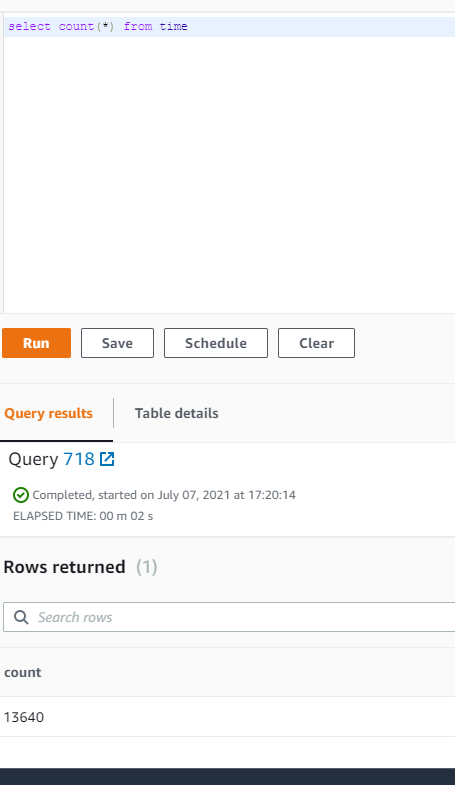 select count(*) from time
Run Save Schedule Clear
Query results Table details
Query 718
Completed, started on July 07, 2021 at 17:20:14
ELAPSED TIME: 00 m 02 s
Rows returned (1)
Search rows
count
13640